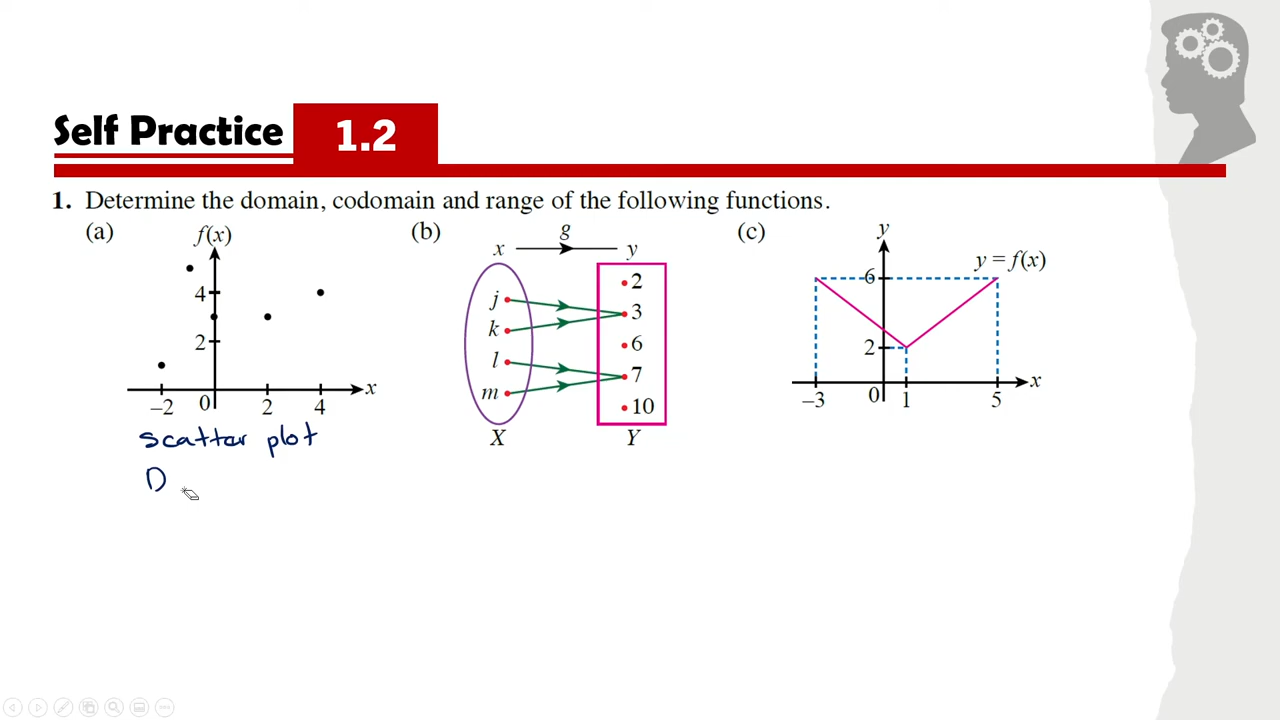 Self Practice 1.2
1. Determine the domain, codomain and range of the following functions.
(a)
f(x)
4
2
−2 0 2 4 x
scatter plot
D
(b)
g
x y
j
k
l
m
X
2
3
6
7
10
Y
(c)
y
y = f(x)
6
2
−3 0 1 5 x